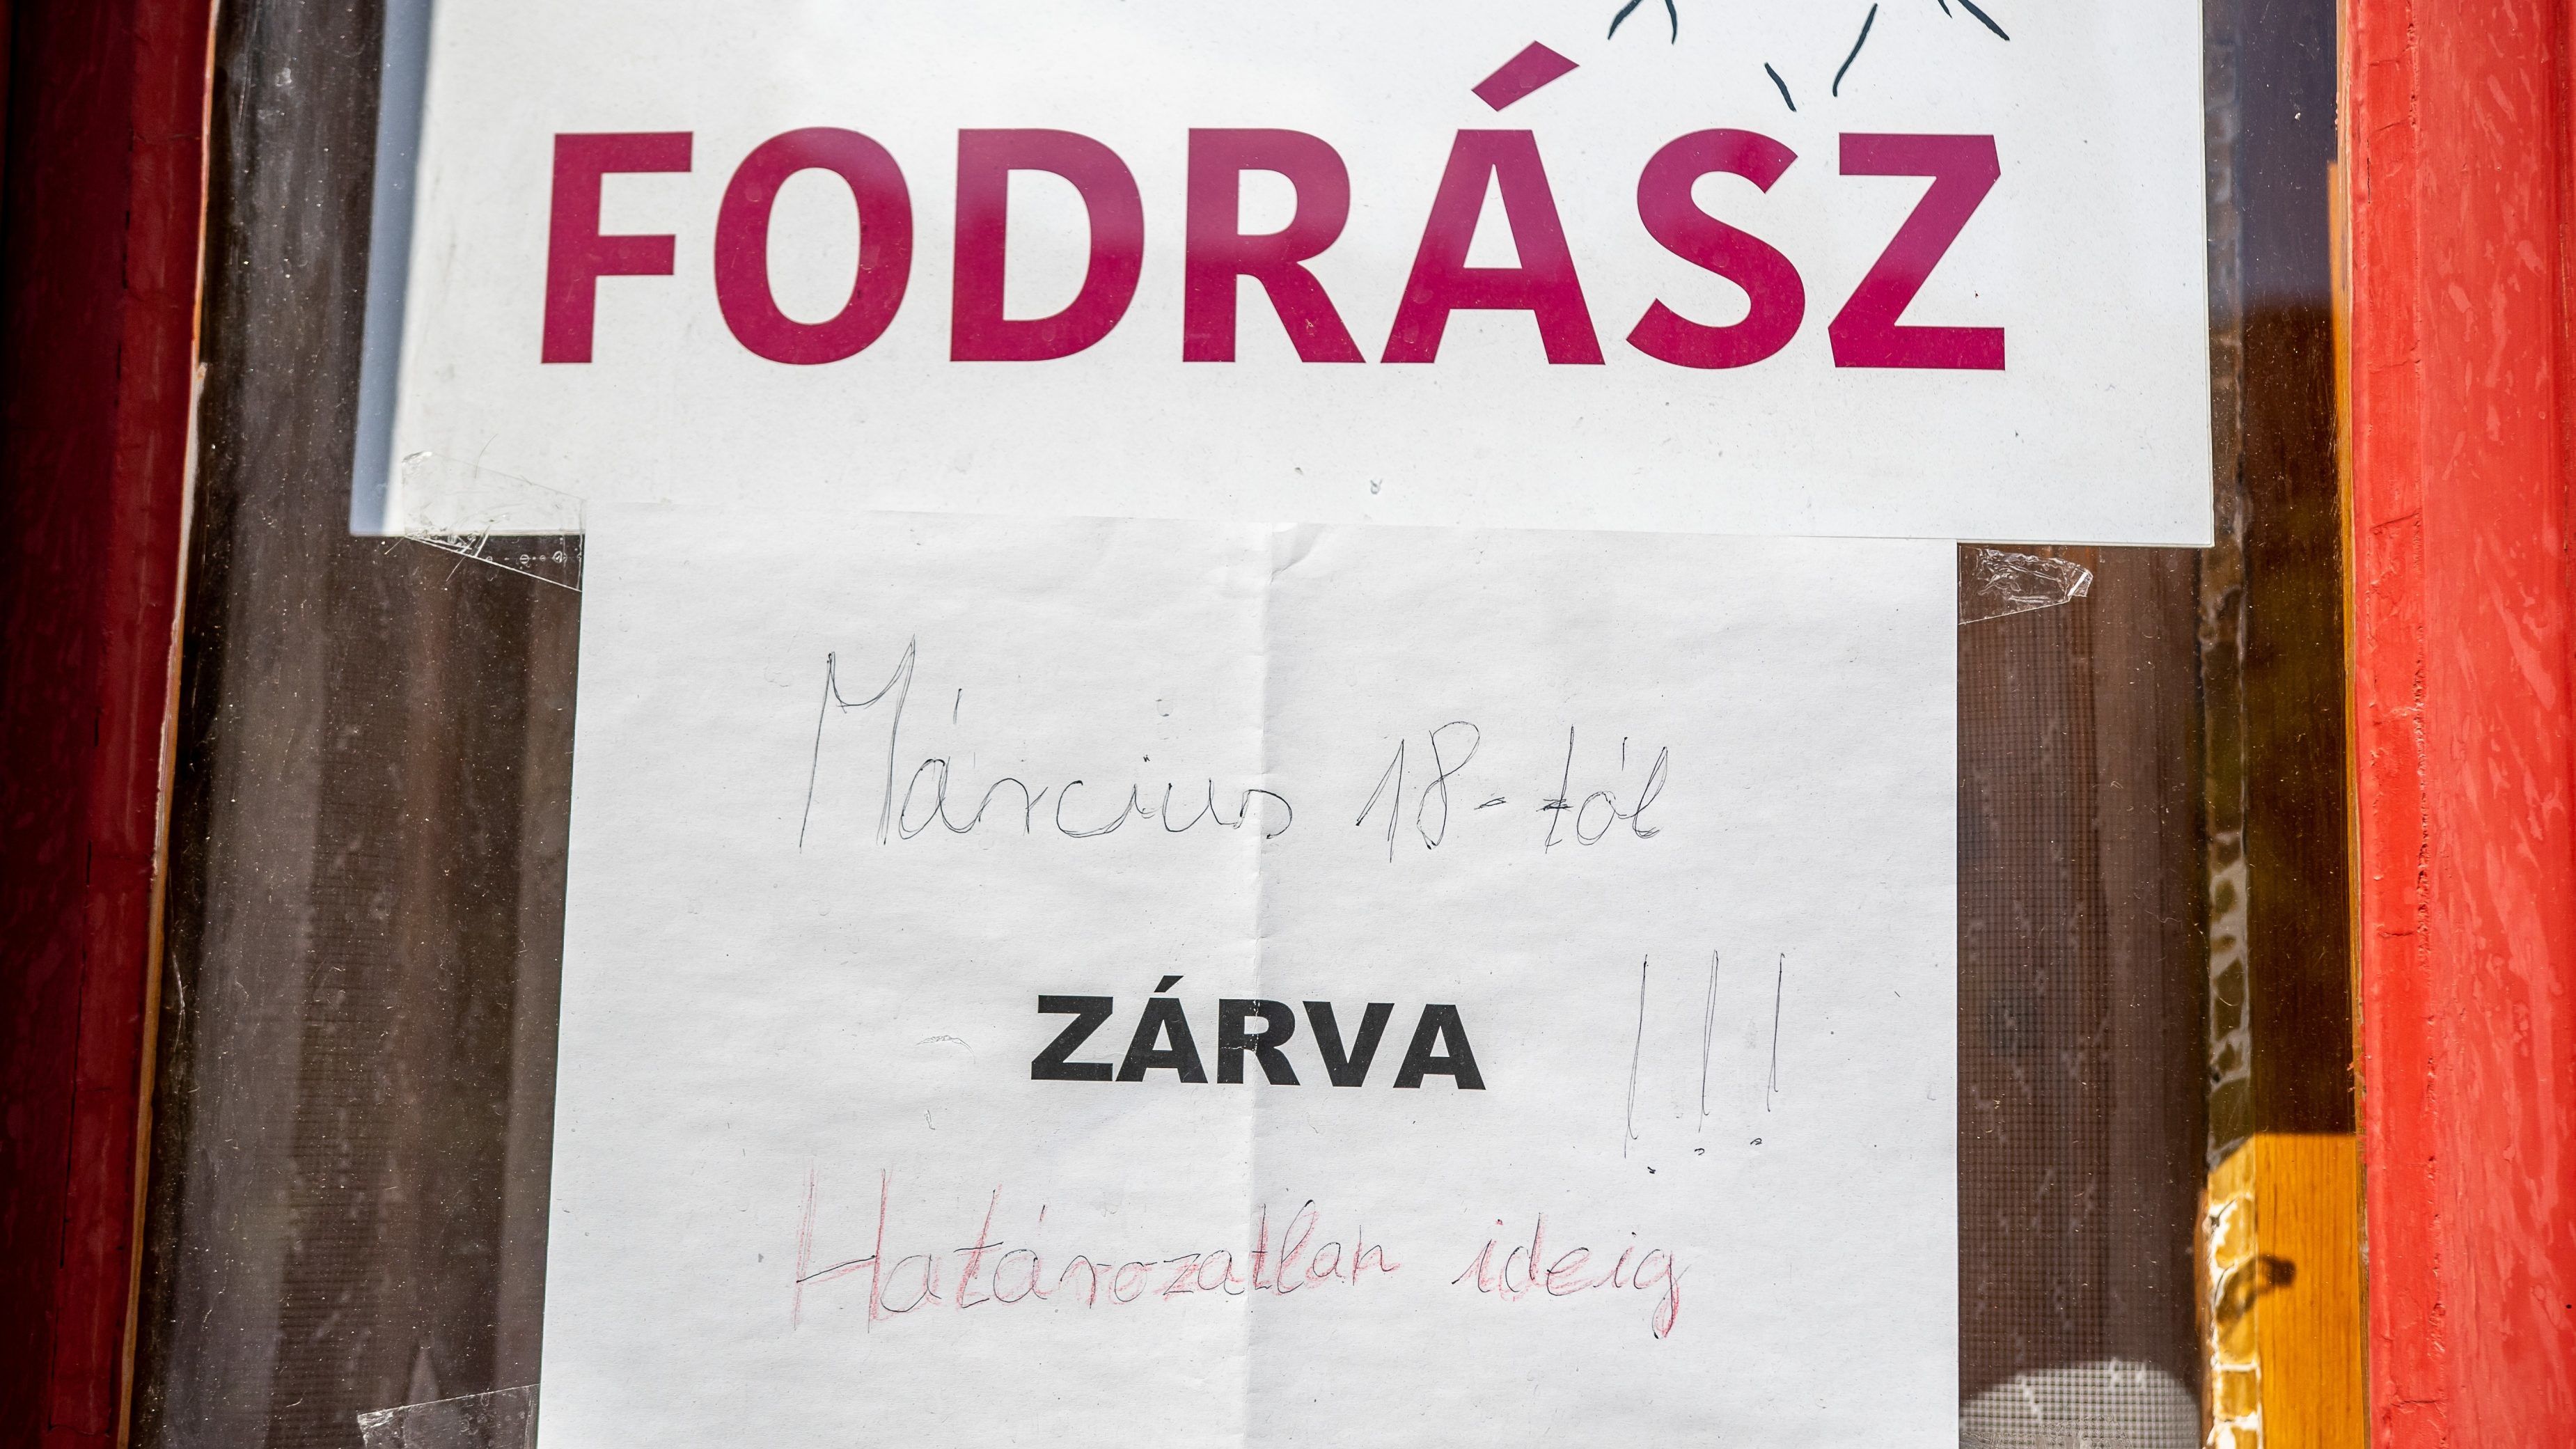 FODRÁSZ
Március 18-tól
ZÁRVA !!!
Határozatlan ideig